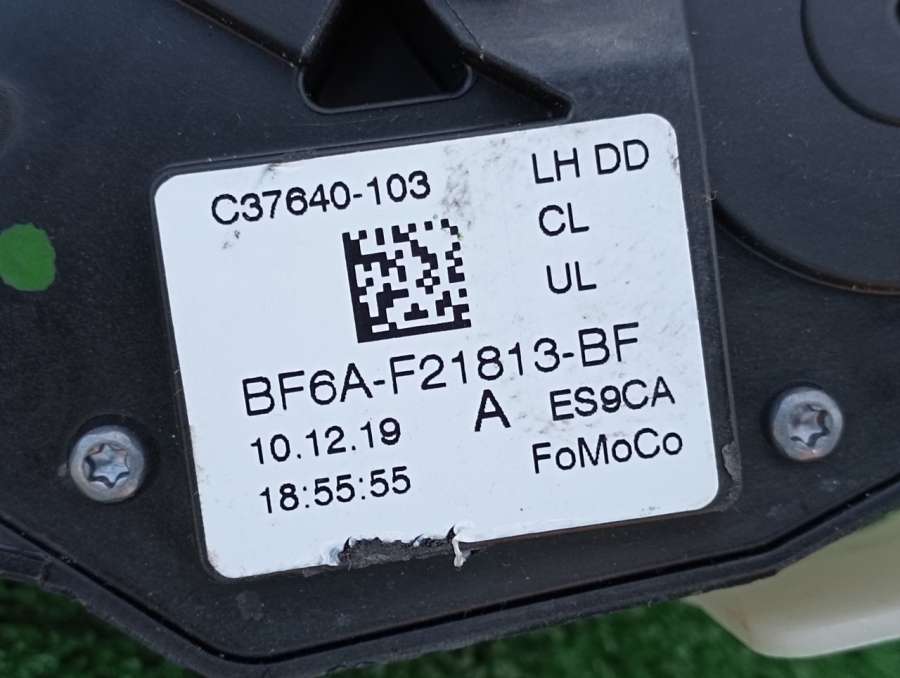 C37640-103
LH DD
CL
UL
BF6A-F21813-BF
A
ES9CA
10.12.19
FoMoCo
18:55:55